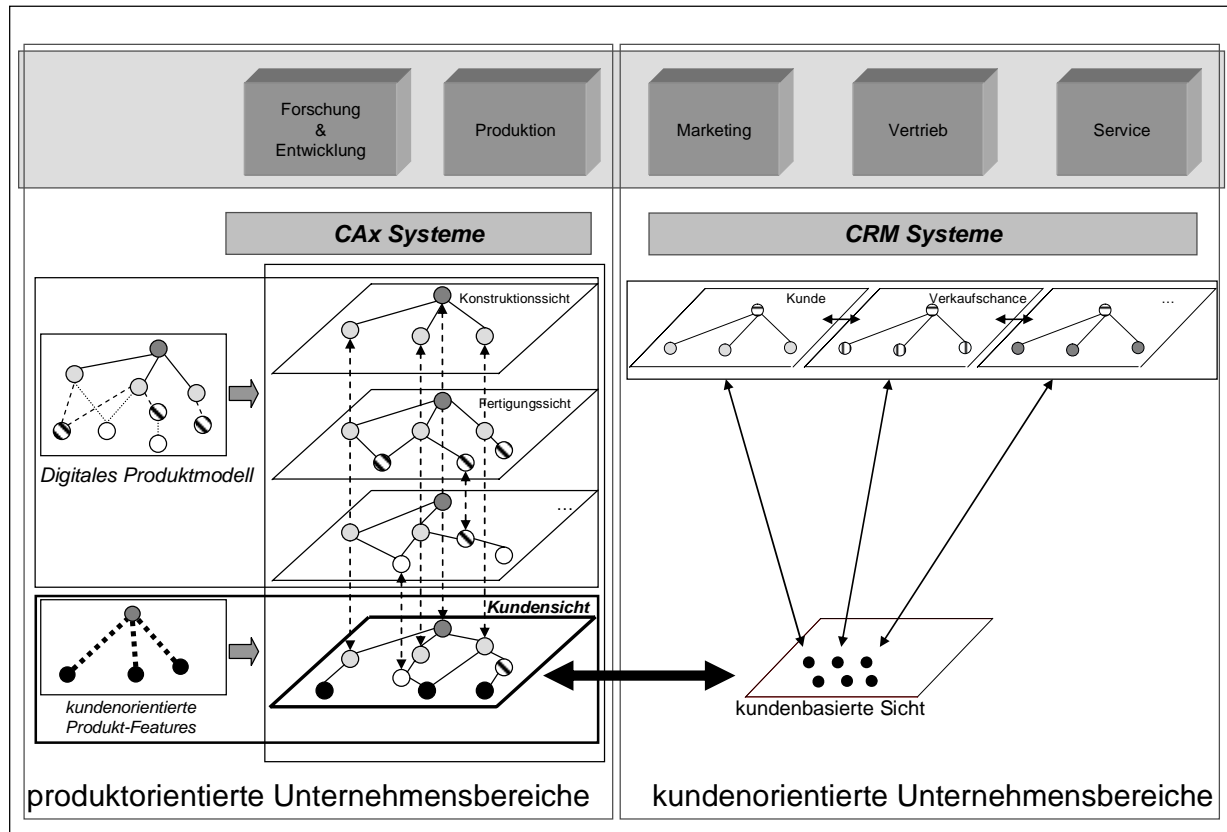 Forschung
&
Entwicklung
Produktion
Marketing
Vertrieb
Service
CAx Systeme
CRM Systeme
Konstruktionssicht
Kunde
Verkaufschance
...
Fertigungssicht
Digitales Produktmodell
...
Kundensicht
kundenorientierte
Produkt-Features
kundenbasierte Sicht
produktorientierte Unternehmensbereiche
kundenorientierte Unternehmensbereiche